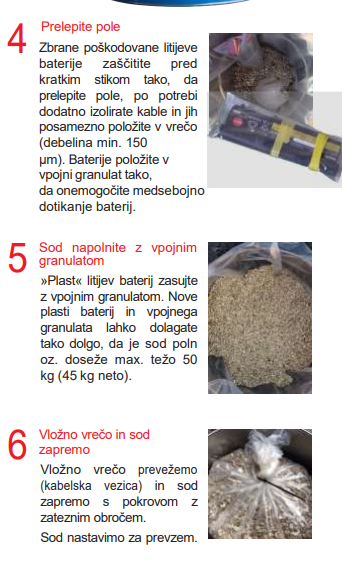 4
Prelepite pole
Zbrane poškodovane litijeve
baterije zaščitite pred
kratkim stikom tako, da
prelepite pole, po potrebi
dodatno izolirate kable in jih
posamezno položite v vrečo
(debelina min. 150
µm). Baterije položite v
vpojni granulat tako,
da onemogočite medsebojno
dotikanje baterij.
5
Sod napolnite z vpojnim
granulatom
»Plast« litijev baterij zasujte
z vpojnim granulatom. Nove
plasti baterij in vpojnega
granulata lahko dolagate
tako dolgo, da je sod poln
oz. doseže max. težo 50
kg (45 kg neto).
6
Vložno vrečo in sod
zapremo
Vložno vrečo prevežemo
(kabelska vezica) in sod
zapremo s pokrovom z
zateznim obročem.
Sod nastavimo za prevzem.